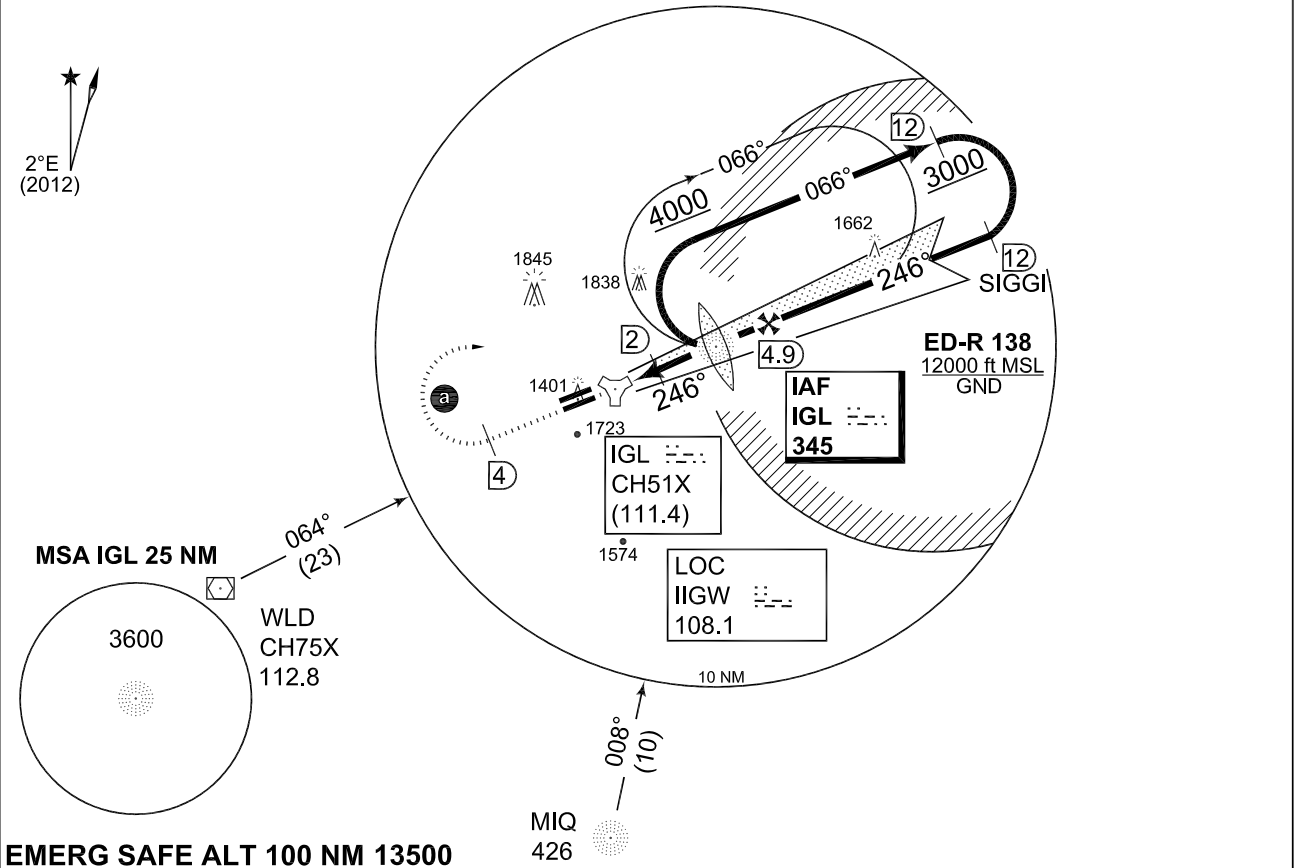 2°E
(2012)
12
066°
3000
066°
4000
1662
1845
1838
246°
12
SIGGI
2
4.9
ED-R 138
12000 ft MSL
GND
1401
246°
a
IAF
IGL
345
1723
4
IGL
CH51X
(111.4)
064°
(23)
1574
MSA IGL 25 NM
LOC
IIGW
108.1
WLD
CH75X
112.8
3600
10 NM
008°
(10)
MIQ
426
EMERG SAFE ALT 100 NM 13500